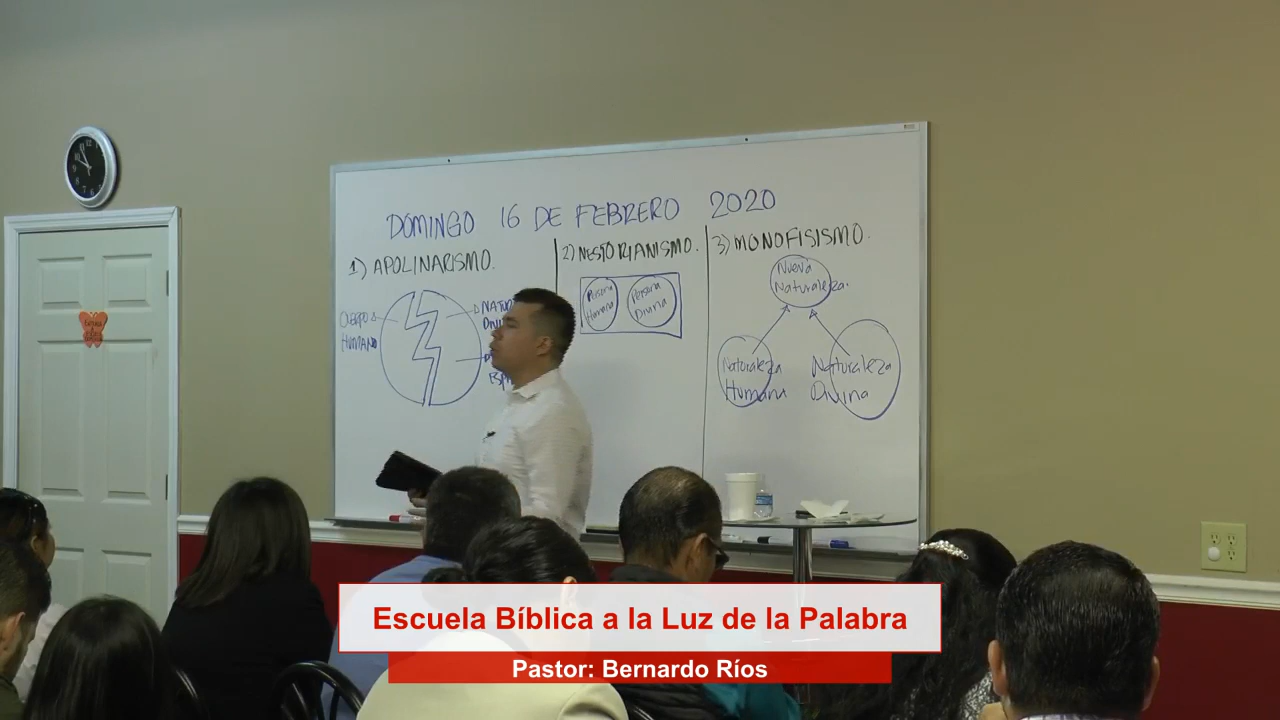 DOMINGO 16 DE FEBRERO 2020
1) APOLINARISMO.
2) NESTORIANISMO.
3) MONOFISISMO.
CUERPO
HUMANO
Persona
Humana
Persona
Divina
Nueva
Naturaleza.
Naturaleza
Humana
Naturaleza
Divina
Escuela Bíblica a la Luz de la Palabra
Pastor: Bernardo Ríos